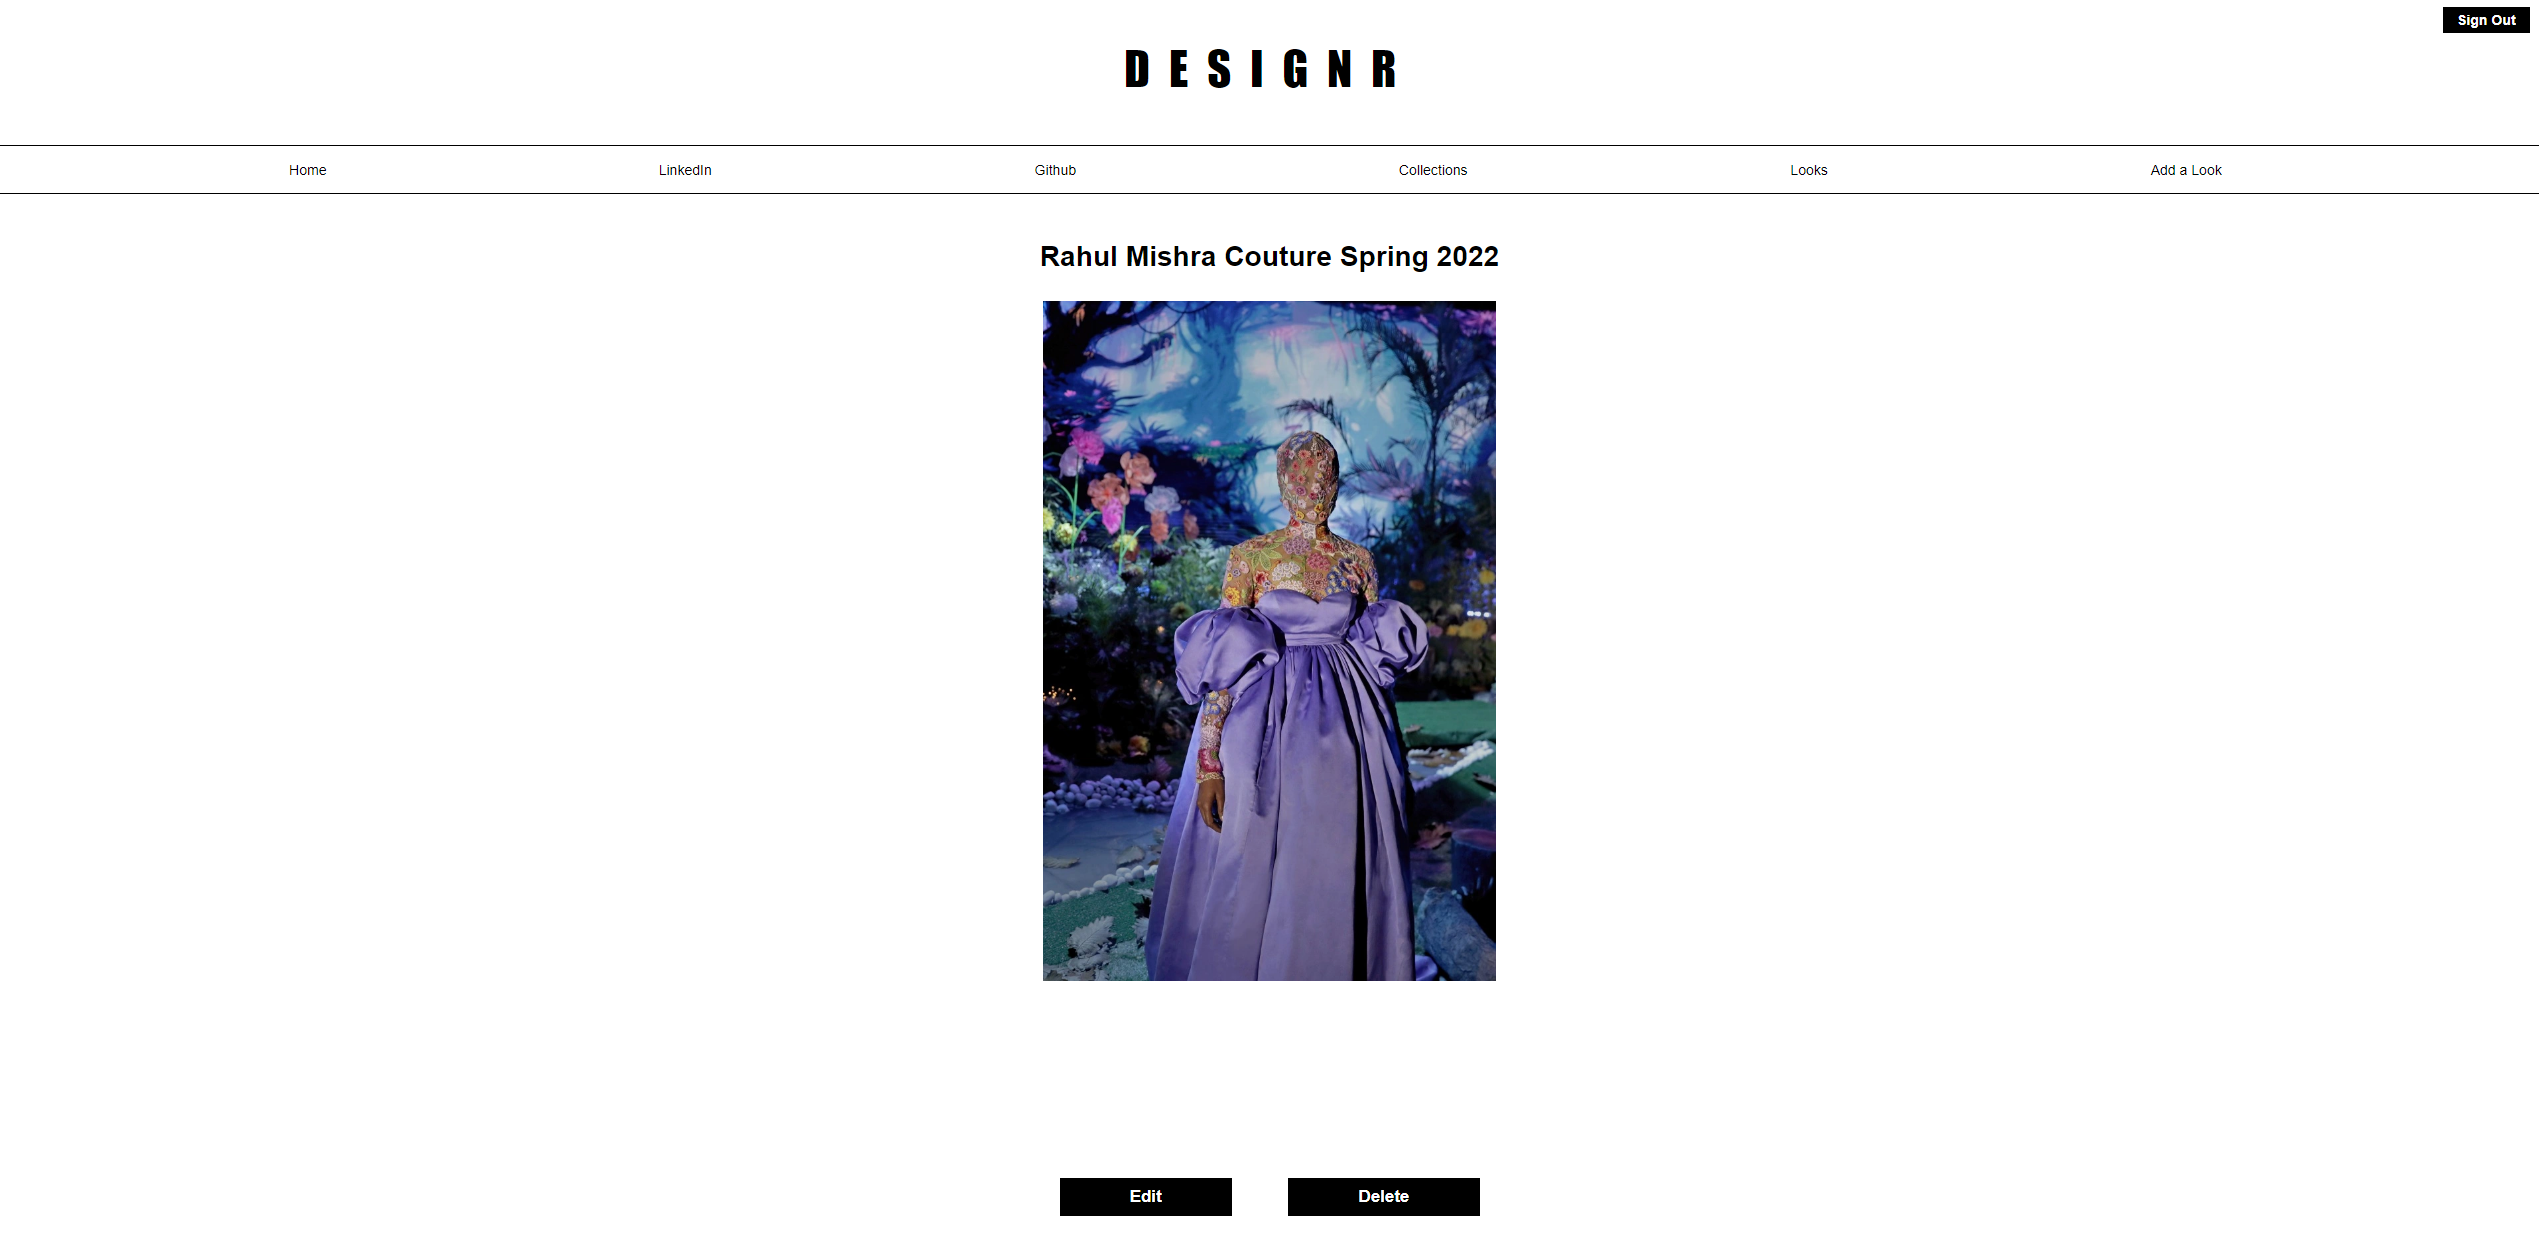 Sign Out
DESIGNR
Home LinkedIn Github Collections Looks Add a Look
Rahul Mishra Couture Spring 2022
Edit Delete